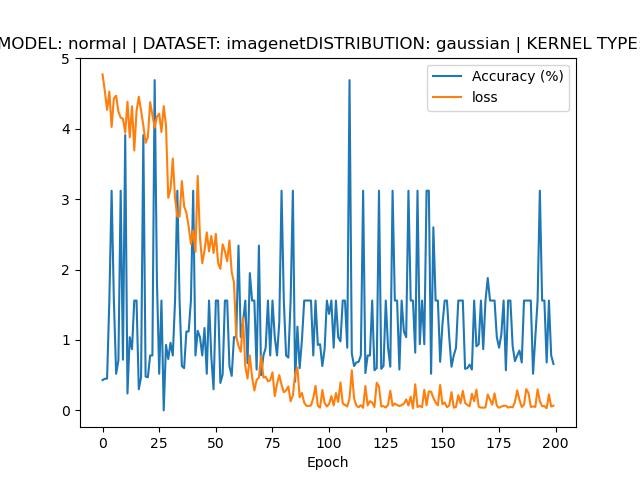 MODEL: normal | DATASET: imagenetDISTRIBUTION: gaussian | KERNEL TYPE
Accuracy (%)
loss
5
4
3
2
1
0
0 25 50 75 100 125 150 175 200
Epoch